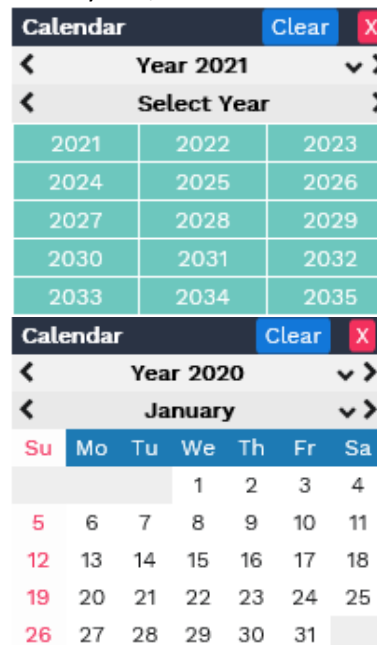 Calendar Clear X
Year 2021
Select Year
2021 2022 2023
2024 2025 2026
2027 2028 2029
2030 2031 2032
2033 2034 2035
Calendar Clear X
Year 2020
January
Su Mo Tu We Th Fr Sa
1 2 3 4
5 6 7 8 9 10 11
12 13 14 15 16 17 18
19 20 21 22 23 24 25
26 27 28 29 30 31